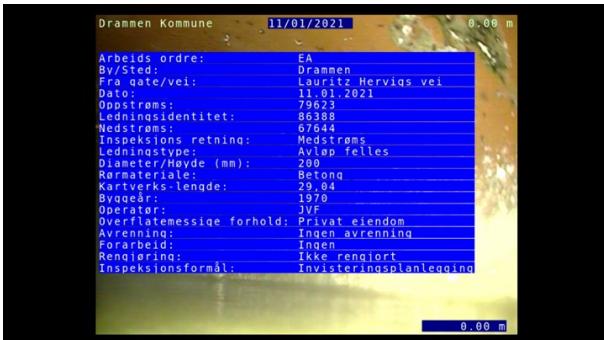 Drammen Kommune 11/01/2021 0.00 m
Arbeids ordre: EA
By/Sted: Drammen
Fra gate/vei: Lauritz Hervigs vei
Dato: 11.01.2021
Oppstrøms: 79623
Ledningsidentitet: 86388
Nedstrøms: 67644
Inspeksjons retning: Medstrøms
Ledningstype: Avløp felles
Diameter/Høyde (mm): 200
Rørmateriale: Betong
Kartverks-lengde: 29,04
Byggeår: 1970
Operatør: JVF
Overflatemessige forhold: Privat eiendom
Avrenning: Ingen avrenning
Forarbeid: Ingen
Rengjøring: Ikke rengjort
Inspeksjonsformål: Invisteringsplanlegging
0.00 m